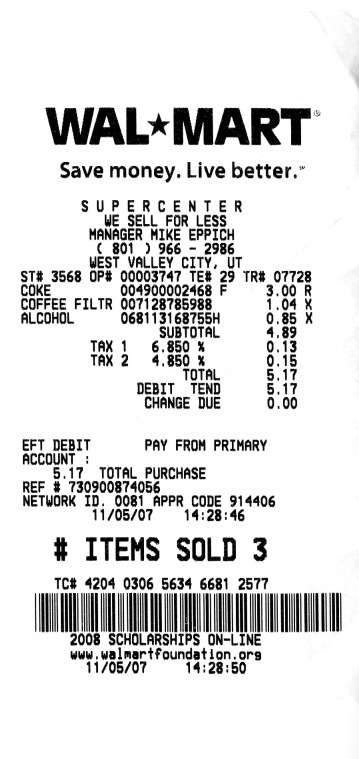 WAL★MART®
Save money. Live better.℠
SUPERCENTER
WE SELL FOR LESS
MANAGER MIKE EPPICH
( 801 ) 966 - 2986
WEST VALLEY CITY, UT
ST# 3568 OP# 00003747 TE# 29 TR# 07728
COKE 004900002468 F 3.00 R
COFFEE FILTR 007128785988 1.04 X
ALCOHOL 068113168755H 0.85 X
SUBTOTAL 4.89
TAX 1 6.850 % 0.13
TAX 2 4.850 % 0.15
TOTAL 5.17
DEBIT TEND 5.17
CHANGE DUE 0.00
EFT DEBIT PAY FROM PRIMARY
ACCOUNT :
5.17 TOTAL PURCHASE
REF # 730900874056
NETWORK ID. 0081 APPR CODE 914406
11/05/07 14:28:46
# ITEMS SOLD 3
TC# 4204 0306 5634 6681 2577
2008 SCHOLARSHIPS ON-LINE
www.walmartfoundation.org
11/05/07 14:28:50